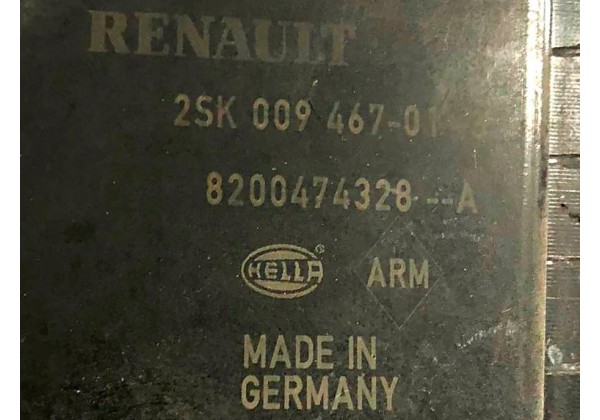 RENAULT
2SK 009 467-01
8200474328--A
HELLA ® ARM
MADE IN
GERMANY